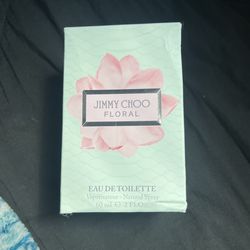 JIMMY CHOO
FLORAL
EAU DE TOILETTE
Vaporisateur - Natural Spray
60 ml ℮ 2 Fl.Oz.